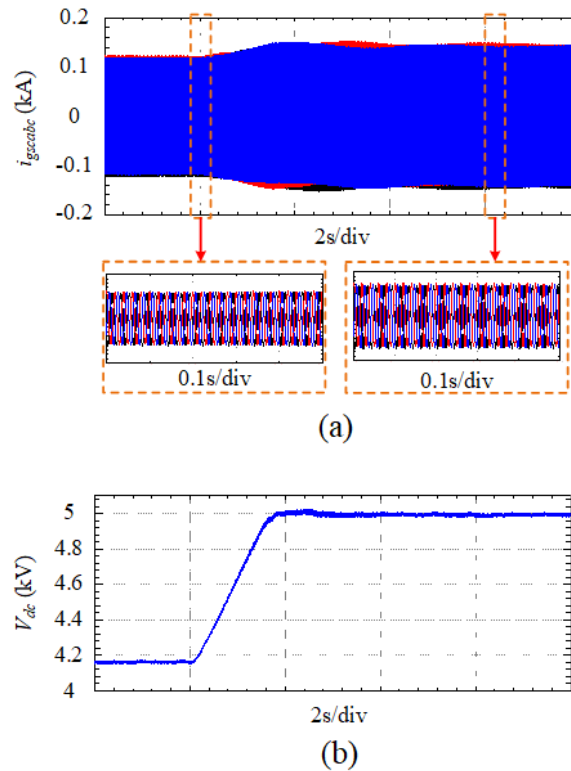 0.2
0.1
0
-0.1
-0.2
i_gscabc (kA)
2s/div
0.1s/div 0.1s/div
(a)
5
4.8
4.6
4.4
4.2
4
V_dc (kV)
2s/div
(b)